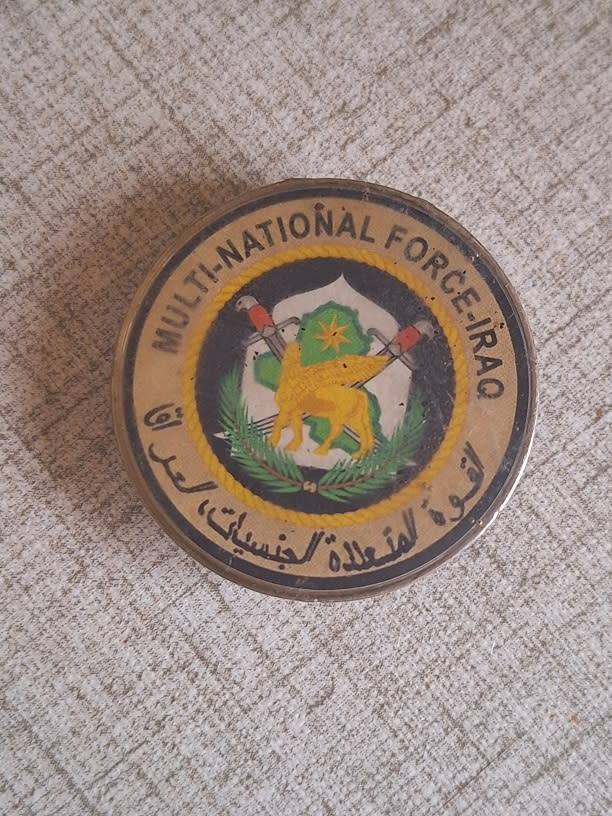 MULTI-NATIONAL FORCE-IRAQ
القوة المتعددة الجنسيات، العراق